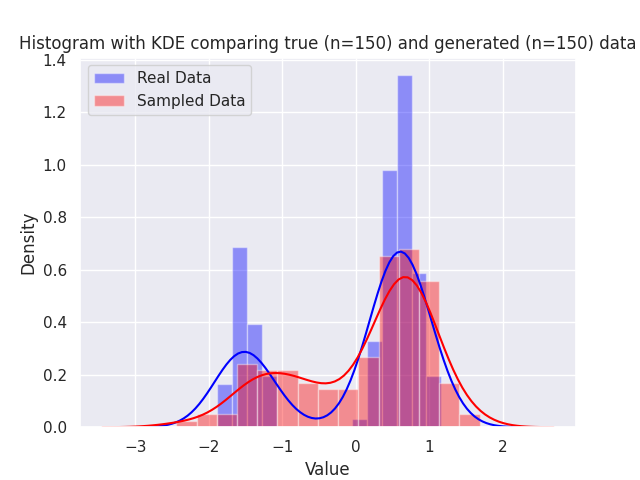 Histogram with KDE comparing true (n=150) and generated (n=150) data
Real Data
Sampled Data
Density
1.4
1.2
1.0
0.8
0.6
0.4
0.2
0.0
−3
−2
−1
0
1
2
Value